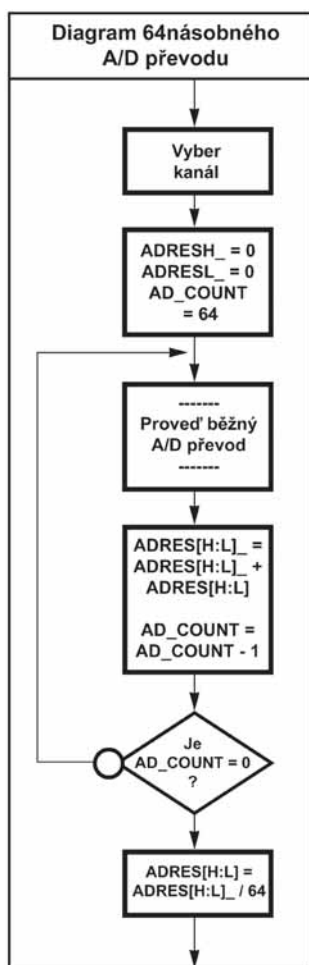 Diagram 64násobného
A/D převodu
Vyber
kanál
ADRESH_ = 0
ADRESL_ = 0
AD_COUNT
= 64
-------
Proveď běžný
A/D převod
-------
ADRES[H:L]_ =
ADRES[H:L]_ +
ADRES[H:L]
AD_COUNT =
AD_COUNT - 1
Je
AD_COUNT = 0
?
ADRES[H:L] =
ADRES[H:L]_ / 64